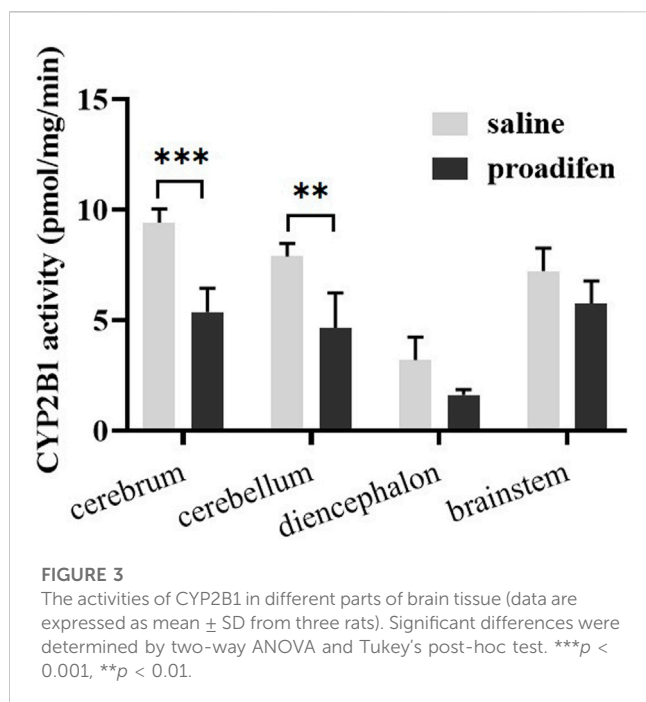 CYP2B1 activity (pmol/mg/min)
15
10
5
0
***
**
saline
proadifen
cerebrum
cerebellum
diencephalon
brainstem
FIGURE 3
The activities of CYP2B1 in different parts of brain tissue (data are
expressed as mean ± SD from three rats). Significant differences were
determined by two-way ANOVA and Tukey's post-hoc test. ***p <
0.001, **p < 0.01.